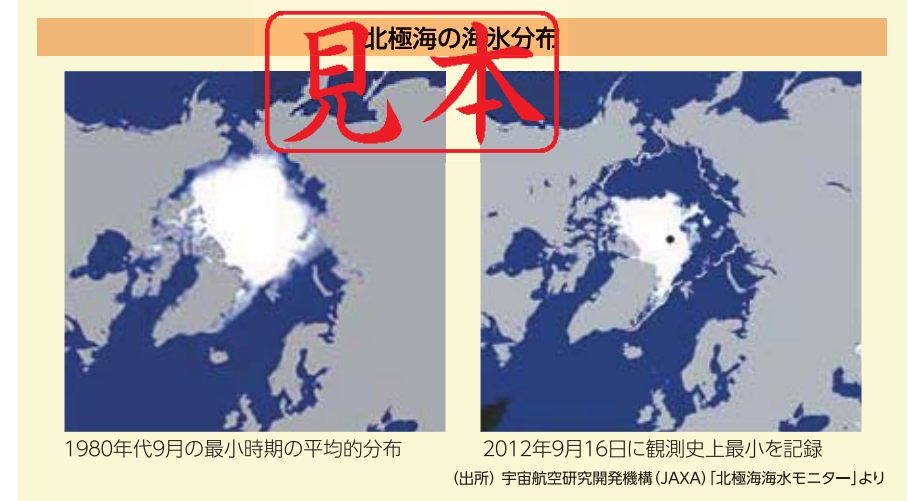 北極海の海氷分布
見本
1980年代9月の最小時期の平均的分布
2012年9月16日に観測史上最小を記録
（出所）宇宙航空研究開発機構（JAXA）「北極海海水モニター」より